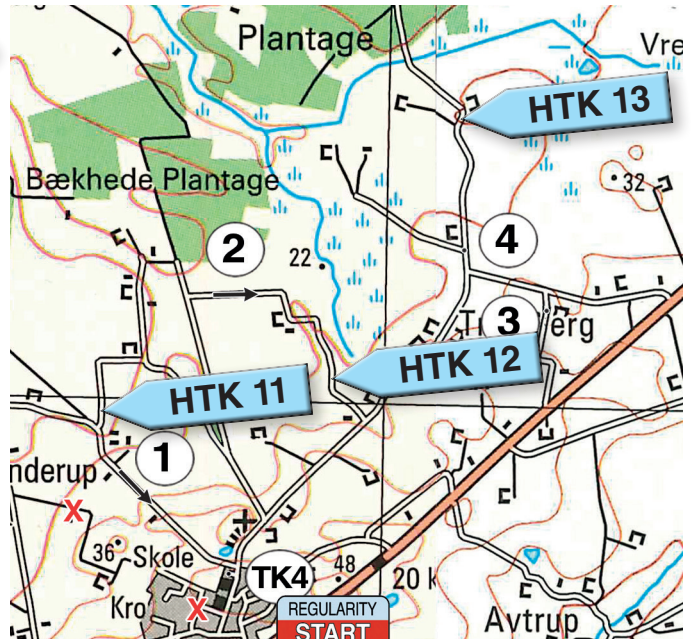 Plantage
Vre
HTK 13
Bækhede Plantage
32
2
4
22
3
HTK 12
HTK 11
1
nderup
X
36
Skole
TK4
48
20 k
Kro
X
REGULARITY
START
Avtrup